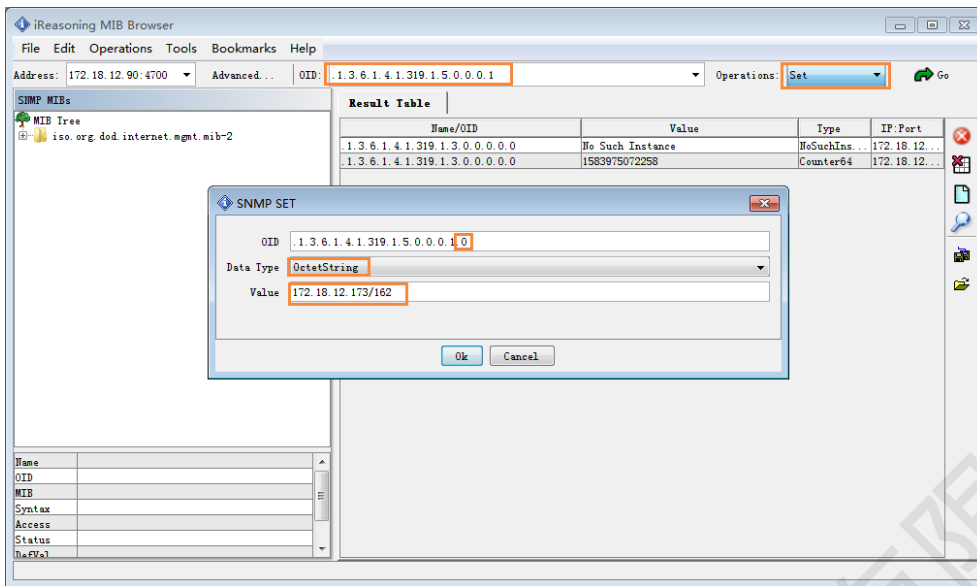 iReasoning MIB Browser
File Edit Operations Tools Bookmarks Help
Address: 172.18.12.90:4700 Advanced... OID: .1.3.6.1.4.1.319.1.5.0.0.0.1 Operations: Set Go
SNMP MIBs
MIB Tree
iso.org.dod.internet.mgmt.mib-2
Result Table
Name/OID Value Type IP:Port
.1.3.6.1.4.1.319.1.3.0.0.0.0.0 No Such Instance NoSuchIns... 172.18.12...
.1.3.6.1.4.1.319.1.3.0.0.0.0.0 1583975072258 Counter64 172.18.12...
SNMP SET
OID .1.3.6.1.4.1.319.1.5.0.0.0.1.0
Data Type OctetString
Value 172.18.12.173/162
Ok Cancel
Name
OID
MIB
Syntax
Access
Status
DefVal
有限